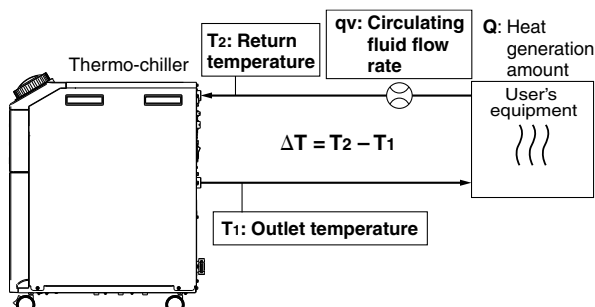 Thermo-chiller
T2: Return
temperature
qv: Circulating
fluid flow
rate
Q: Heat
generation
amount
User's
equipment
ΔT = T2 – T1
T1: Outlet temperature